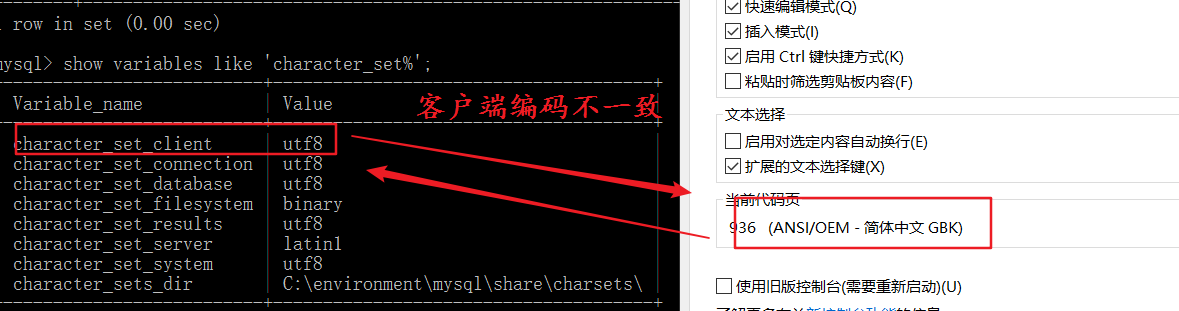 row in set (0.00 sec)
mysql> show variables like 'character_set%';
Variable_name Value
character_set_client utf8
character_set_connection utf8
character_set_database utf8
character_set_filesystem binary
character_set_results utf8
character_set_server latin1
character_set_system utf8
character_sets_dir C:\environment\mysql\share\charsets\
客户端编码不一致
快速编辑模式(Q)
插入模式(I)
启用 Ctrl 键快捷方式(K)
粘贴时筛选剪贴板内容(F)
文本选择
启用对选定内容自动换行(E)
扩展的文本选择键(X)
当前代码页
936 (ANSI/OEM - 简体中文 GBK)
使用旧版控制台(需要重新启动)(U)